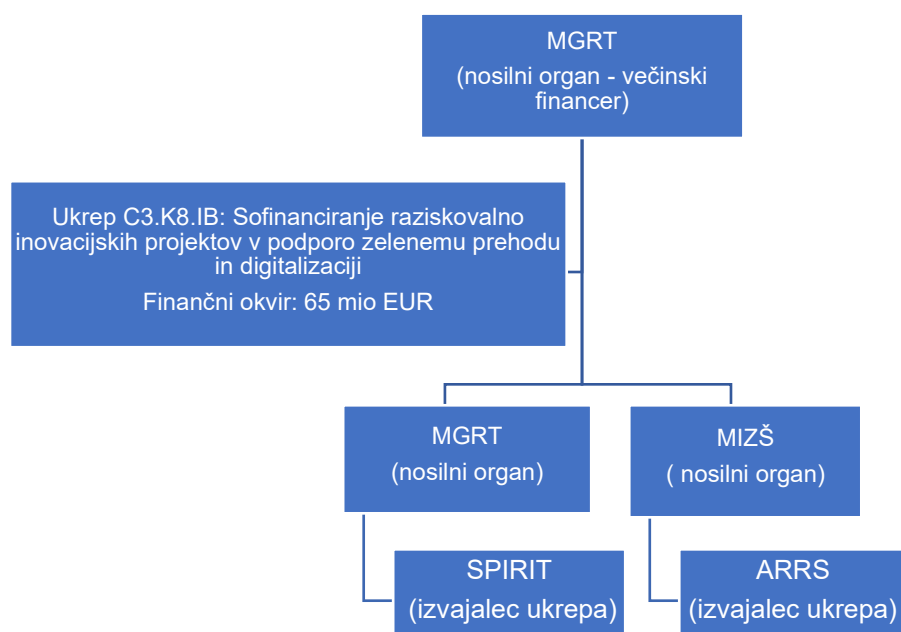 MGRT
(nosilni organ - večinski
financer)
Ukrep C3.K8.IB: Sofinanciranje raziskovalno
inovacijskih projektov v podporo zelenemu prehodu
in digitalizaciji
Finančni okvir: 65 mio EUR
MGRT
(nosilni organ)
MIZŠ
( nosilni organ)
SPIRIT
(izvajalec ukrepa)
ARRS
(izvajalec ukrepa)